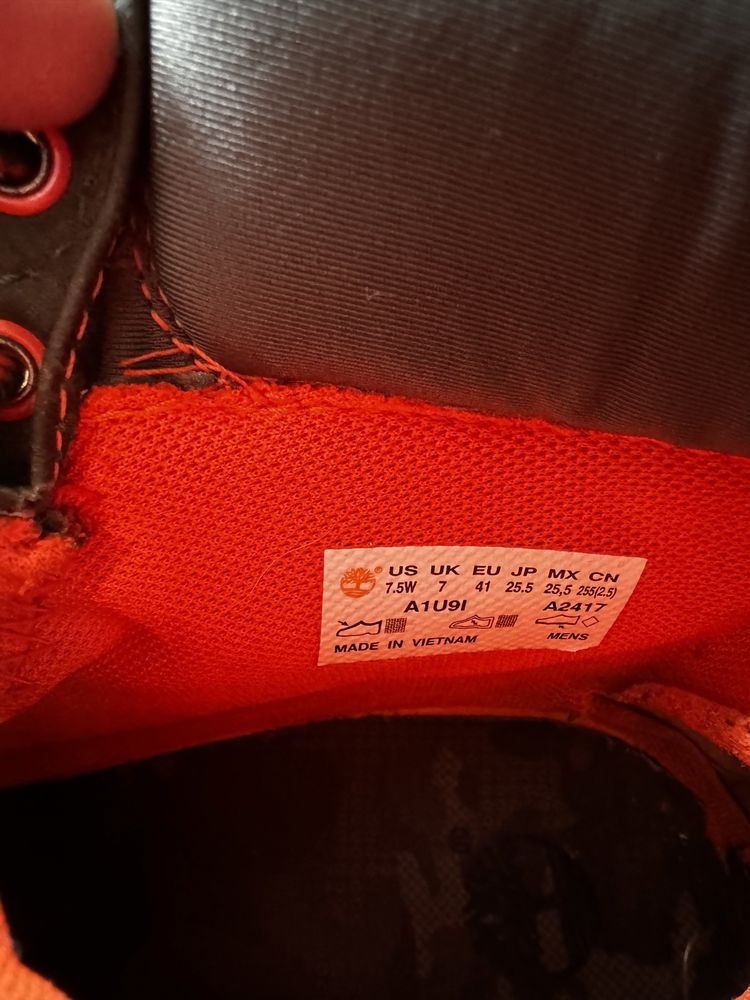 ® US UK EU JP MX CN
7.5W 7 41 25.5 25,5 255(2.5)
A1U9I A2417
MADE IN VIETNAM MENS